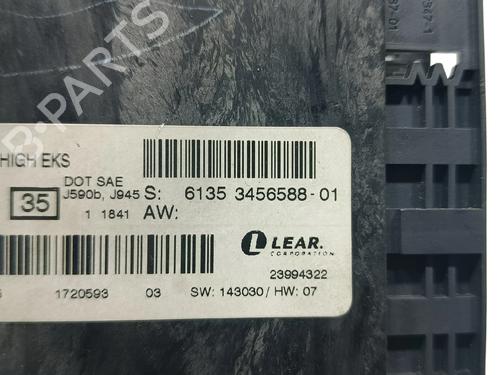 HIGH EKS
35
DOT SAE
J590b, J945
1 1841
S: 6135 3456588-01
AW:
LEAR.
CORPORATION
23994322
1720593 03 SW: 143030/ HW: 07
B-PARTS